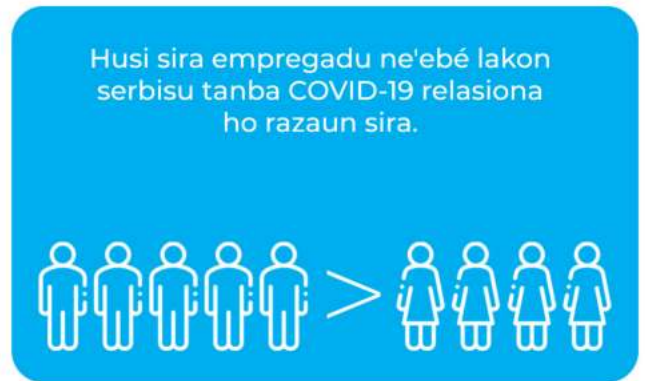 Husi sira empregadu ne'ebé lakon
serbisu tanba COVID-19 relasiona
ho razaun sira.
>